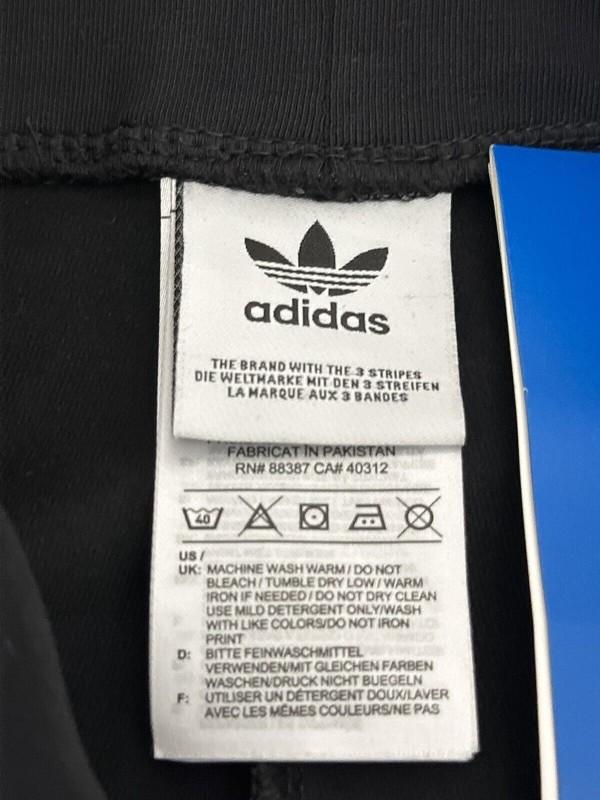 adidas
THE BRAND WITH THE 3 STRIPES
DIE WELTMARKE MIT DEN 3 STREIFEN
LA MARQUE AUX 3 BANDES
FABRICAT ÎN PAKISTAN
RN# 88387 CA# 40312
40
US /
UK: MACHINE WASH WARM / DO NOT
BLEACH / TUMBLE DRY LOW / WARM
IRON IF NEEDED / DO NOT DRY CLEAN
USE MILD DETERGENT ONLY/WASH
WITH LIKE COLORS/DO NOT IRON
PRINT
D: BITTE FEINWASCHMITTEL
VERWENDEN/MIT GLEICHEN FARBEN
WASCHEN/DRUCK NICHT BUEGELN
F: UTILISER UN DÉTERGENT DOUX/LAVER
AVEC LES MÊMES COULEURS/NE PAS